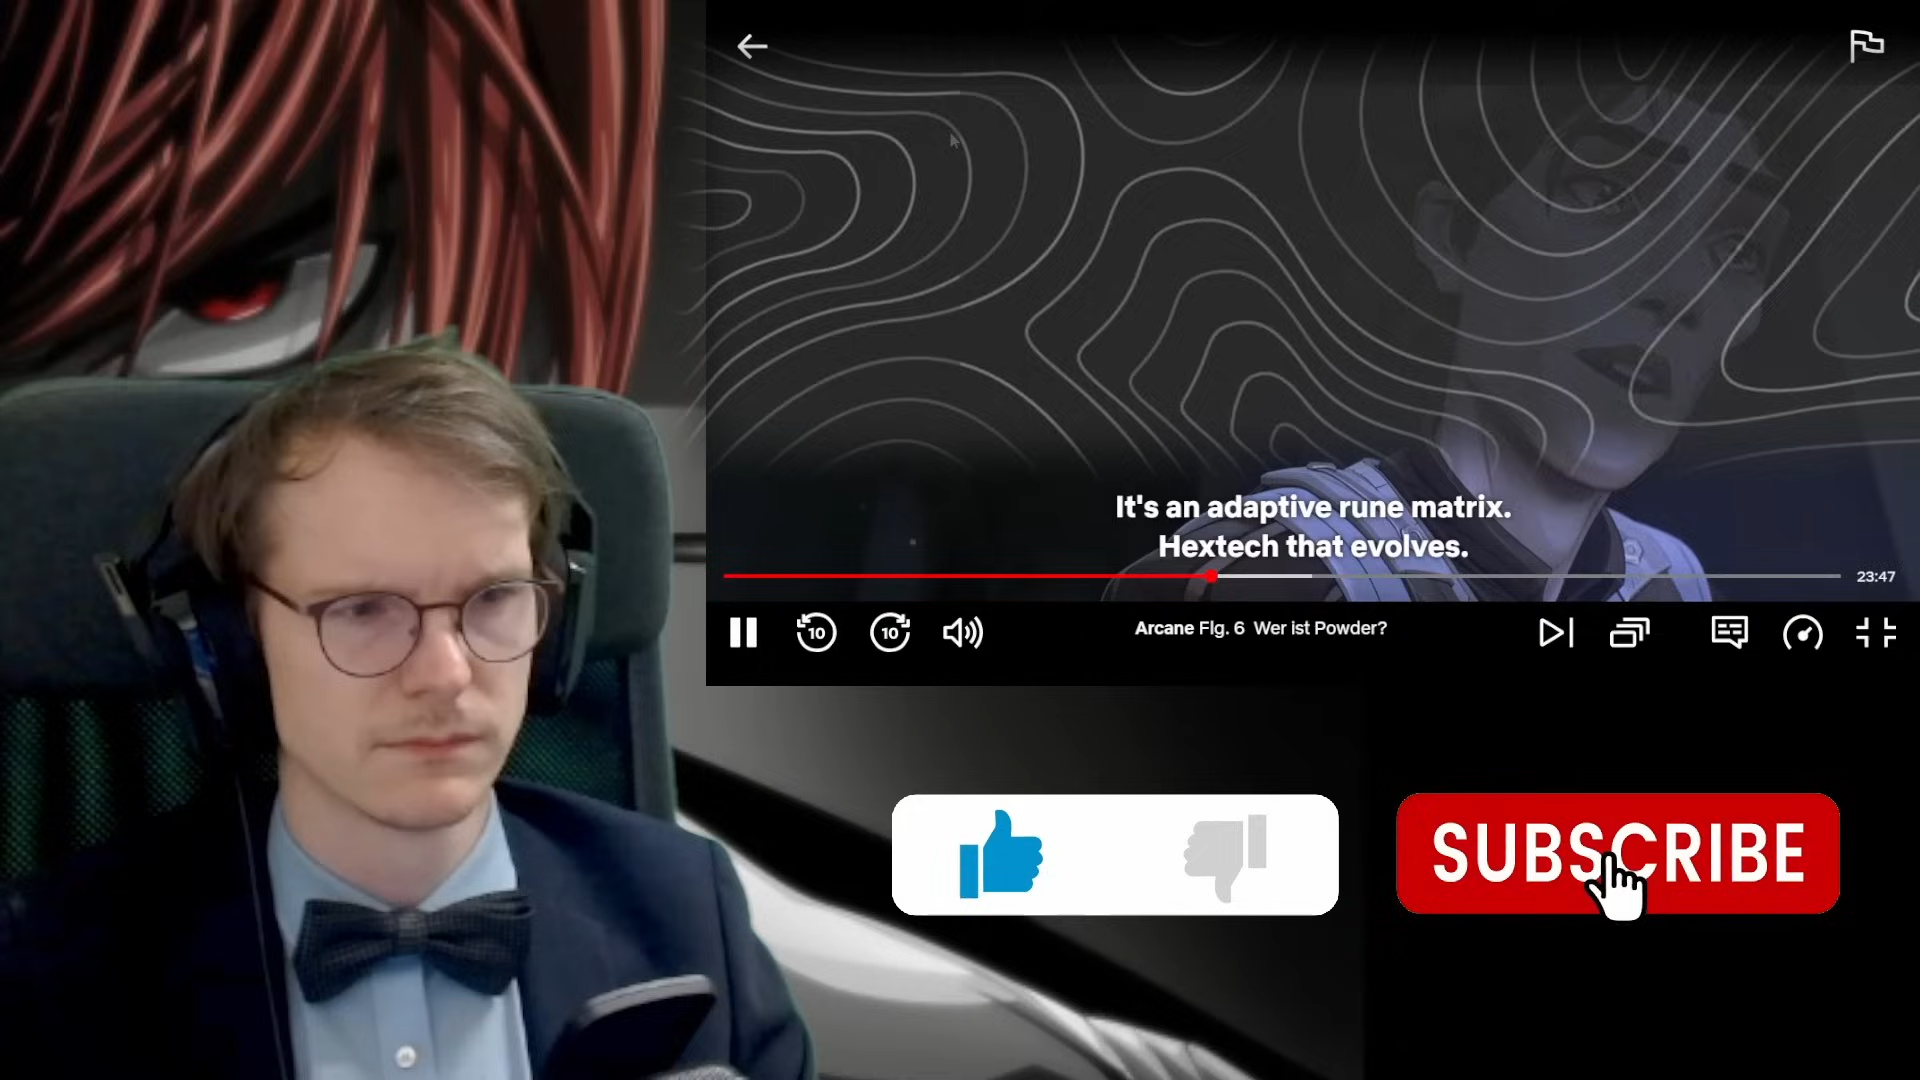 It's an adaptive rune matrix.
Hextech that evolves.
23:47
10
10
Arcane Flg. 6 Wer ist Powder?
SUBSCRIBE